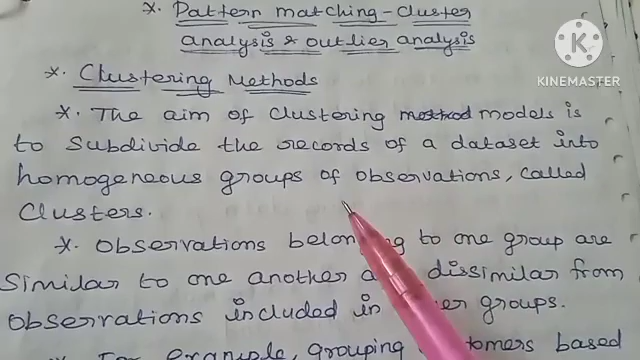 *. Pattern matching - Cluster
analysis & outlier analysis
K
KINEMASTER
*. Clustering Methods
*. The aim of clustering method models is
to subdivide the records of a dataset into
homogeneous groups of observations, called
Clusters.
*. Observations belonging to one group are
Similar to one another dissimilar from
observations included in groups.
*. For example, grouping based